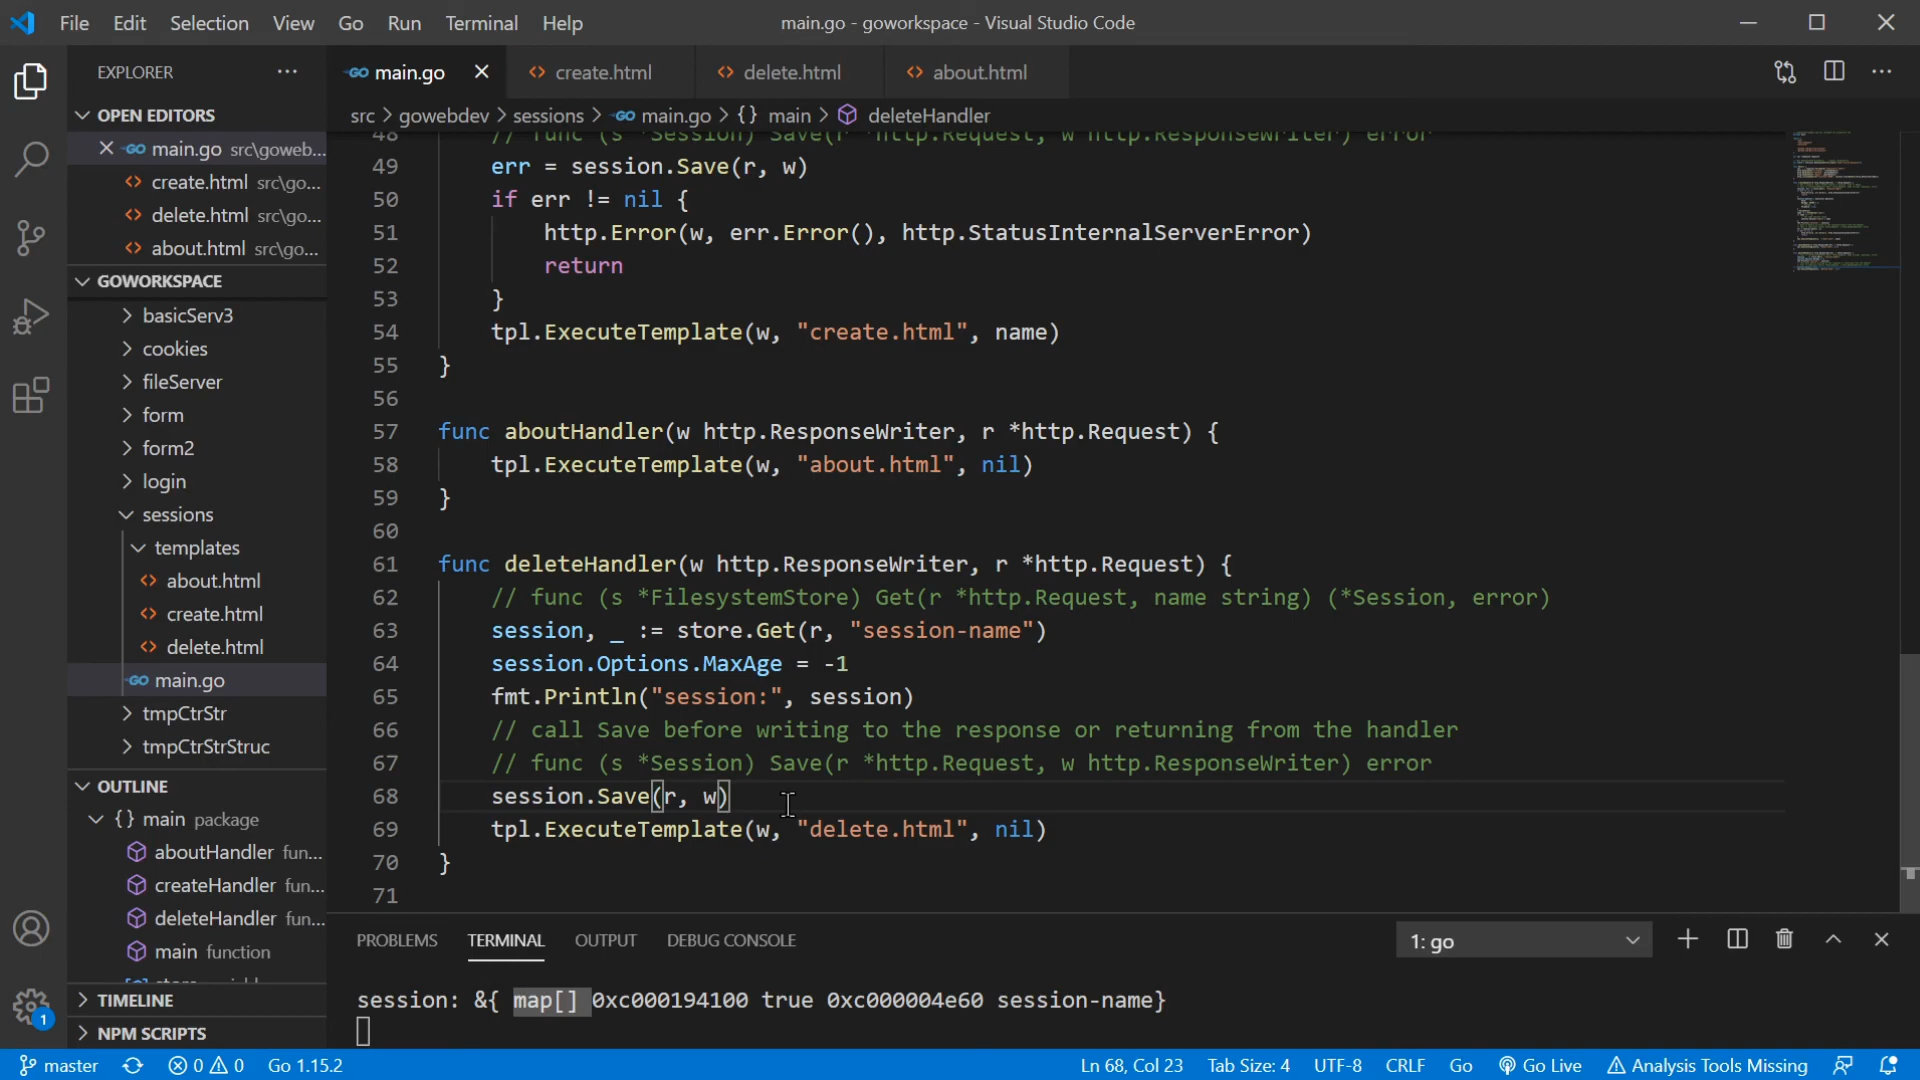 File Edit Selection View Go Run Terminal Help
main.go - goworkspace - Visual Studio Code
EXPLORER
main.go
create.html
delete.html
about.html
OPEN EDITORS
src > gowebdev > sessions > main.go > {} main > deleteHandler
main.go src\goweb...
create.html src\go...
delete.html src\go...
about.html src\go...
GOWORKSPACE
basicServ3
cookies
fileServer
form
form2
login
sessions
templates
about.html
create.html
delete.html
main.go
tmpCtrStr
tmpCtrStrStruc
OUTLINE
{} main package
aboutHandler fun...
createHandler fun...
deleteHandler fun...
main function
TIMELINE
NPM SCRIPTS
48 // func (s *Session) Save(r *http.Request, w http.ResponseWriter) error
49 err = session.Save(r, w)
50 if err != nil {
51 http.Error(w, err.Error(), http.StatusInternalServerError)
52 return
53 }
54 tpl.ExecuteTemplate(w, "create.html", name)
55 }
56
57 func aboutHandler(w http.ResponseWriter, r *http.Request) {
58 tpl.ExecuteTemplate(w, "about.html", nil)
59 }
60
61 func deleteHandler(w http.ResponseWriter, r *http.Request) {
62 // func (s *FilesystemStore) Get(r *http.Request, name string) (*Session, error)
63 session, _ := store.Get(r, "session-name")
64 session.Options.MaxAge = -1
65 fmt.Println("session:", session)
66 // call Save before writing to the response or returning from the handler
67 // func (s *Session) Save(r *http.Request, w http.ResponseWriter) error
68 session.Save(r, w)
69 tpl.ExecuteTemplate(w, "delete.html", nil)
70 }
71
PROBLEMS TERMINAL OUTPUT DEBUG CONSOLE
1: go
session: &{ map[] 0xc000194100 true 0xc000004e60 session-name}
1
master 0 0 Go 1.15.2
Ln 68, Col 23 Tab Size: 4 UTF-8 CRLF Go Go Live Analysis Tools Missing